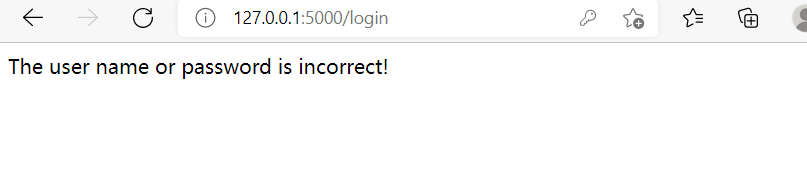 127.0.0.1:5000/login
The user name or password is incorrect!